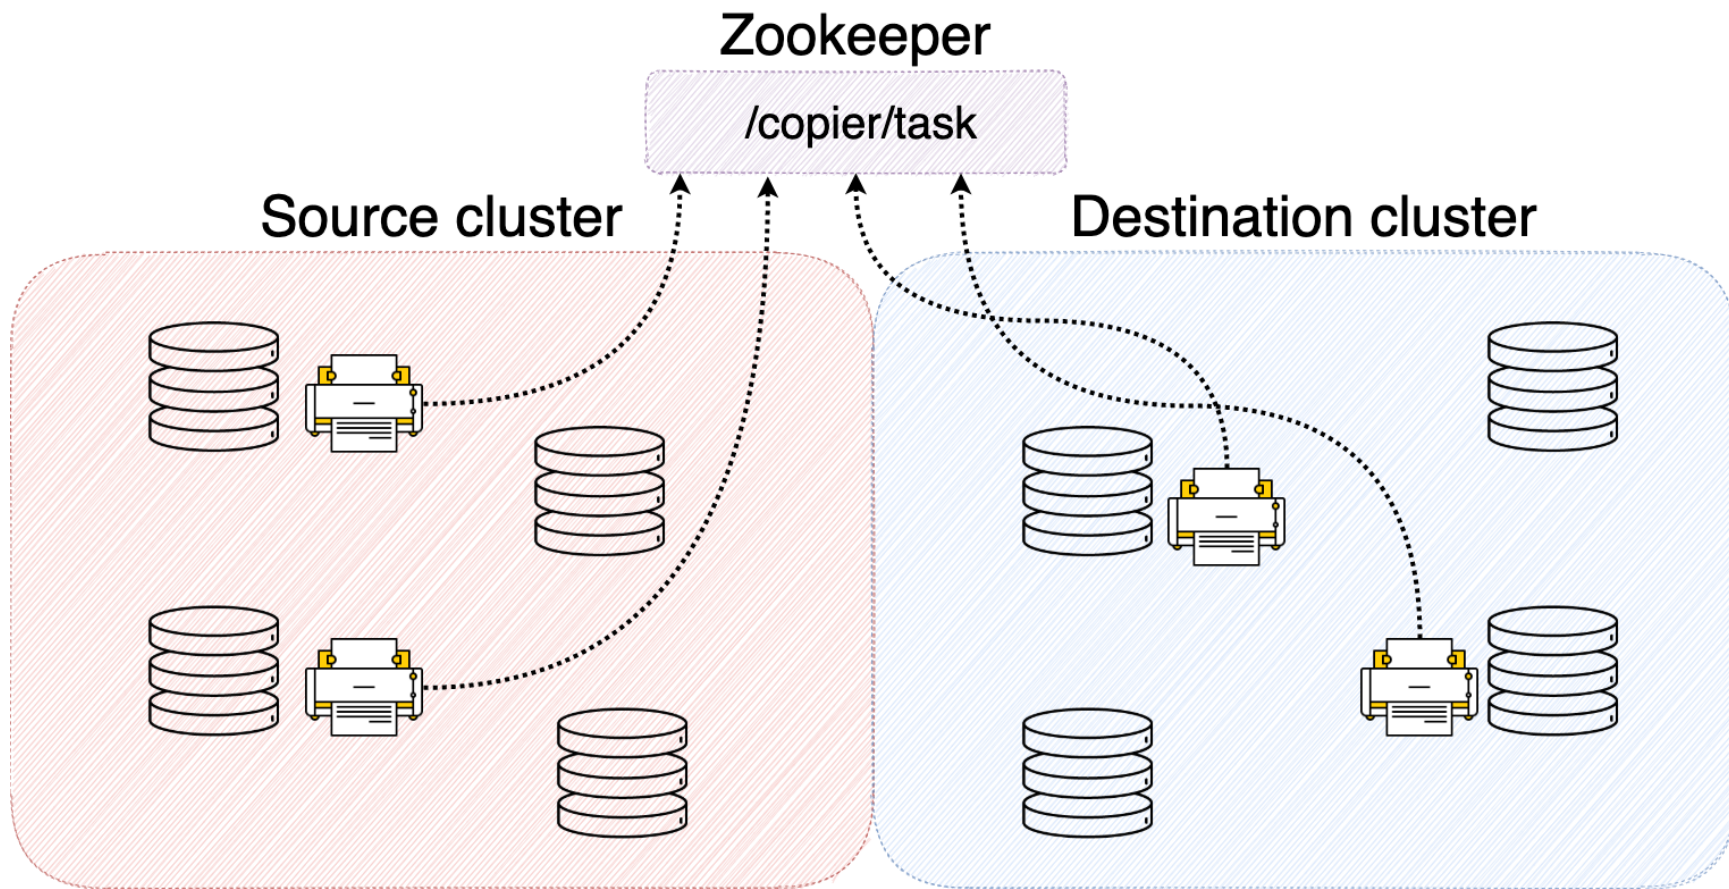 Zookeeper
/copier/task
Source cluster
Destination cluster